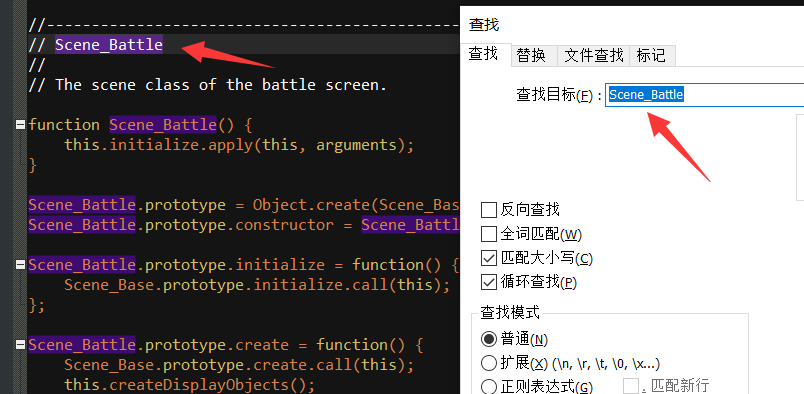 //----------------------------------------------
// Scene_Battle
//
// The scene class of the battle screen.
function Scene_Battle() {
this.initialize.apply(this, arguments);
}
Scene_Battle.prototype = Object.create(Scene_Bas
Scene_Battle.prototype.constructor = Scene_Battl
Scene_Battle.prototype.initialize = function() {
Scene_Base.prototype.initialize.call(this);
};
Scene_Battle.prototype.create = function() {
Scene_Base.prototype.create.call(this);
this.createDisplayObjects();
查找
查找 替换 文件查找 标记
查找目标(F) : Scene_Battle
反向查找
全词匹配(W)
匹配大小写(C)
循环查找(P)
查找模式
普通(N)
扩展(X) (\n, \r, \t, \0, \x...)
正则表达式(G) . 匹配新行